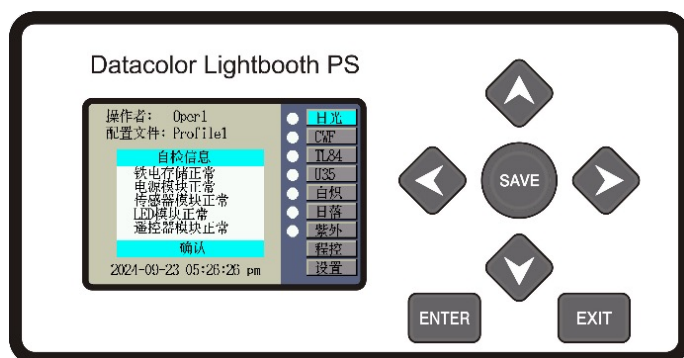 Datacolor Lightbooth PS
操作者: Oper1
配置文件: Profile1
自检信息
铁电存储正常
电源模块正常
传感器模块正常
LED模块正常
遥控器模块正常
确认
2024-09-23 05:26:26 pm
日光
CWF
TL84
U35
白炽
日落
紫外
程控
设置
SAVE
ENTER
EXIT